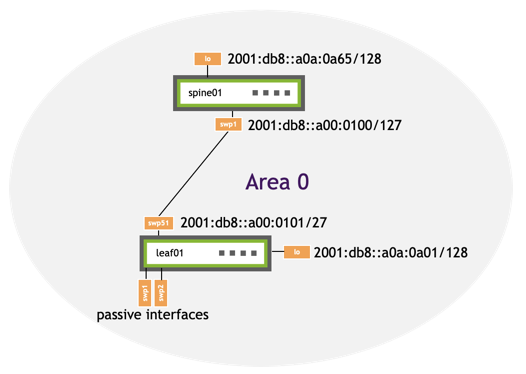 lo
2001:db8::a0a:0a65/128
spine01
swp1
2001:db8::a00:0100/127
Area 0
swp51
2001:db8::a00:0101/27
leaf01
lo
2001:db8::a0a:0a01/128
swp1
swp2
passive interfaces